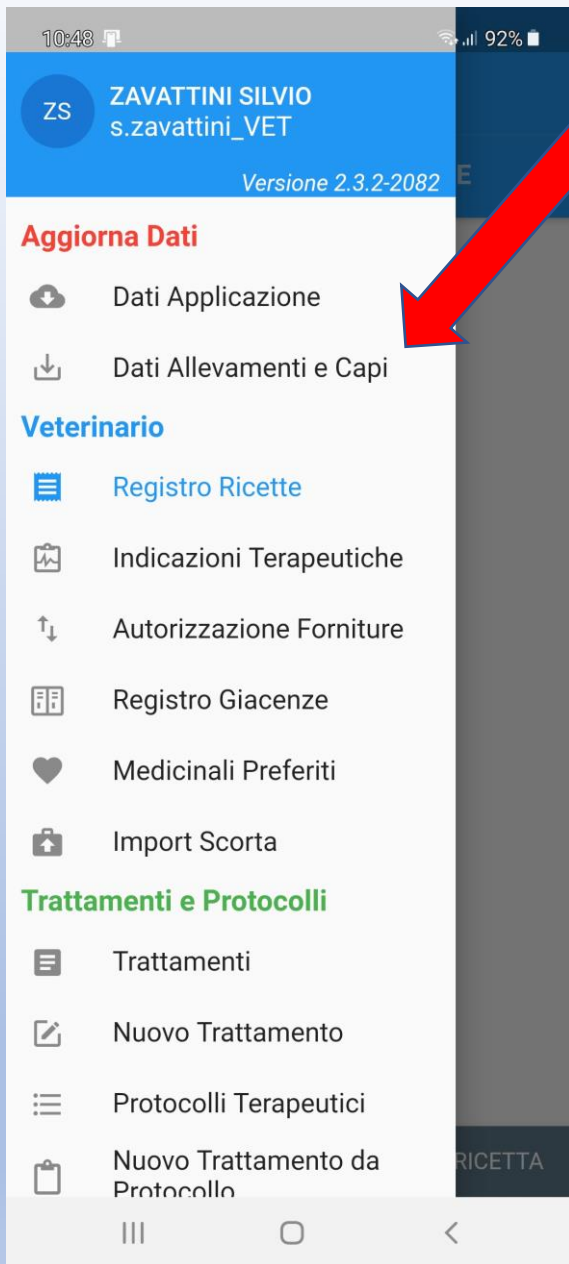 10:48 92%
ZS
ZAVATTINI SILVIO
s.zavattini_VET
Versione 2.3.2-2082
E
Aggiorna Dati
Dati Applicazione
Dati Allevamenti e Capi
Veterinario
Registro Ricette
Indicazioni Terapeutiche
Autorizzazione Forniture
Registro Giacenze
Medicinali Preferiti
Import Scorta
Trattamenti e Protocolli
Trattamenti
Nuovo Trattamento
Protocolli Terapeutici
Nuovo Trattamento da
Protocollo
RICETTA